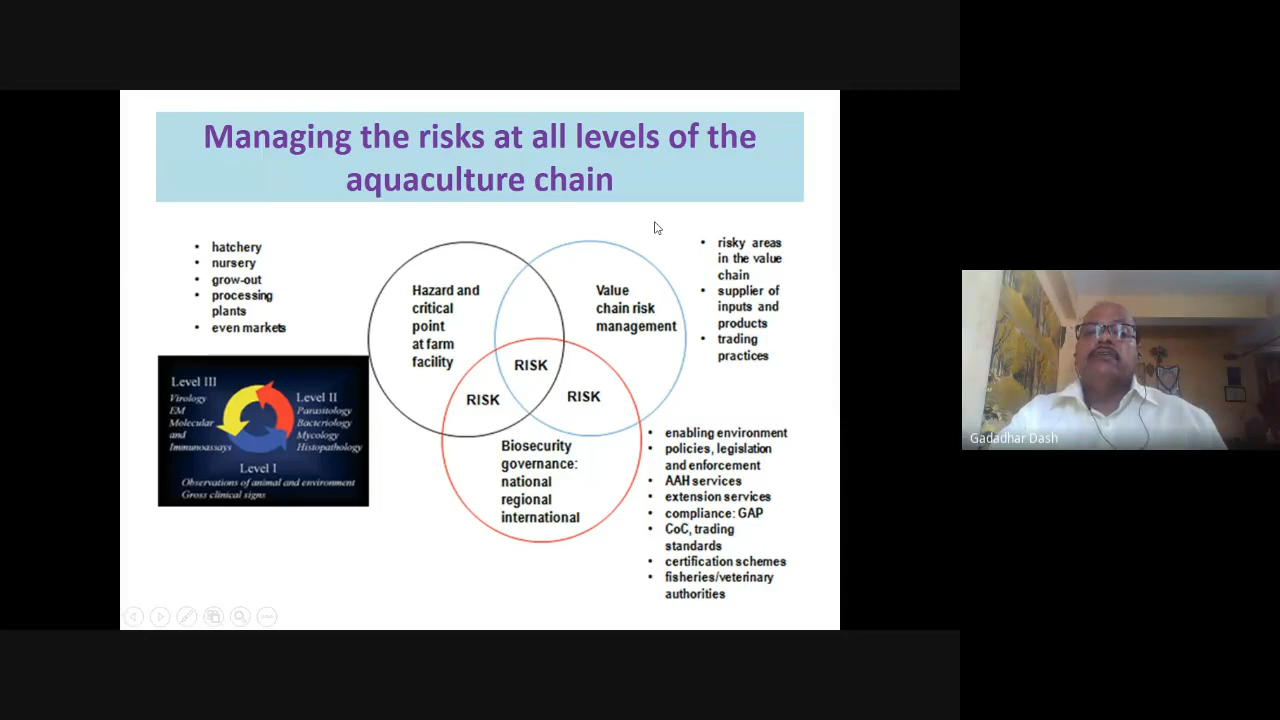 Managing the risks at all levels of the
aquaculture chain
• hatchery
• nursery
• grow-out
• processing
plants
• even markets
Hazard and
critical
point
at farm
facility
Value
chain risk
management
• risky areas
in the value
chain
• supplier of
inputs and
products
• trading
practices
RISK
RISK
RISK
Biosecurity
governance:
national
regional
international
Level III
Virology
EM
Molecular
and
Immunoassays
Level II
Parasitology
Bacteriology
Mycology
Histopathology
Level I
Observations of animal and environment
Gross clinical signs
• enabling environment
• policies, legislation
and enforcement
• AAH services
• extension services
• compliance: GAP
• CoC, trading
standards
• certification schemes
• fisheries/veterinary
authorities
Gadadhar Dash